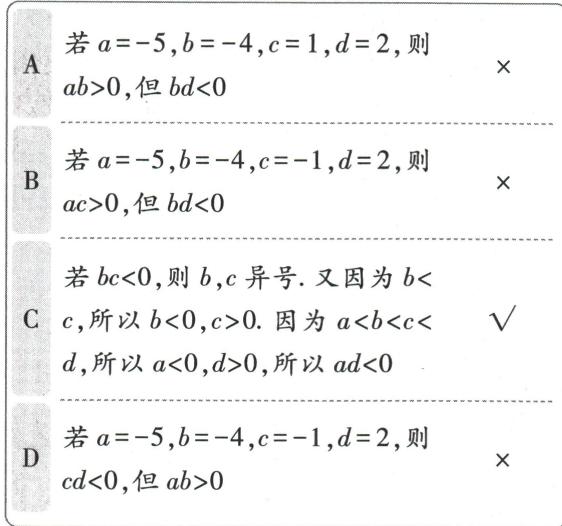 A 若 a=-5,b=-4,c=1,d=2,则 ×
ab>0,但 bd<0
B 若 a=-5,b=-4,c=-1,d=2,则 ×
ac>0,但 bd<0
若 bc<0,则 b,c 异号. 又因为 b<
C c,所以 b<0,c>0. 因为 a<b<c< √
d,所以 a<0,d>0,所以 ad<0
D 若 a=-5,b=-4,c=-1,d=2,则 ×
cd<0,但 ab>0